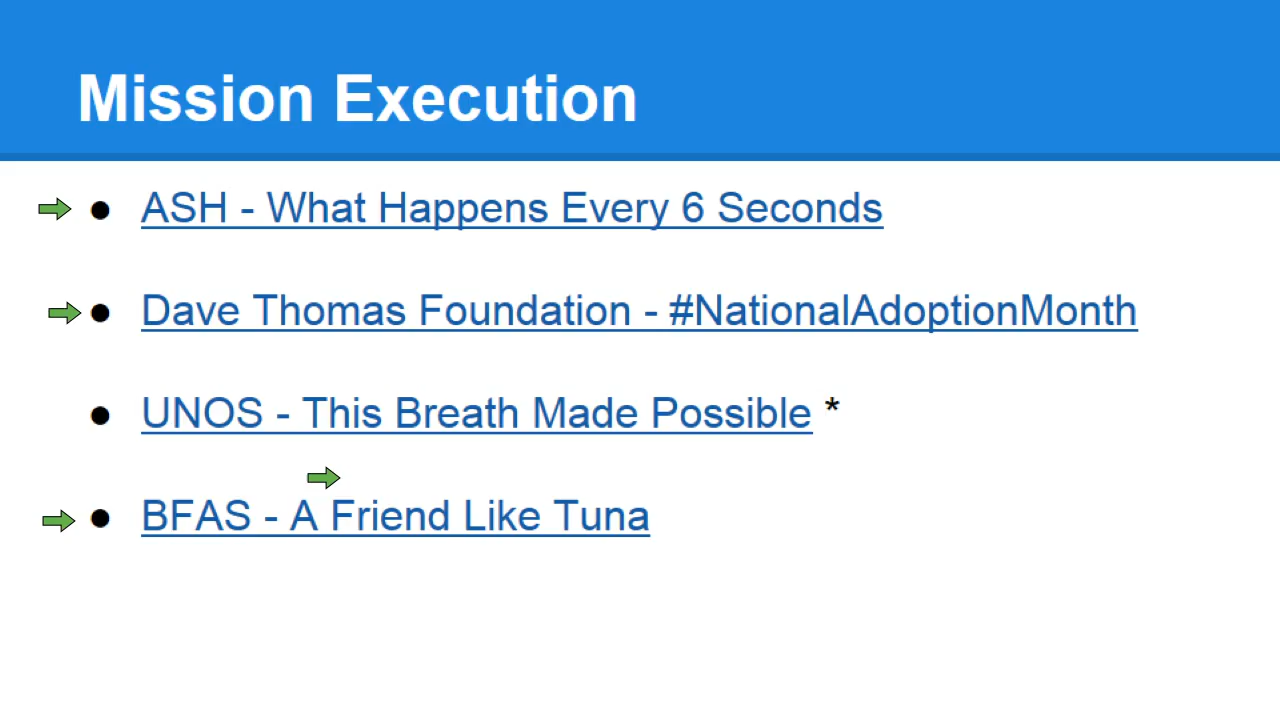 Mission Execution
● ASH - What Happens Every 6 Seconds
● Dave Thomas Foundation - #NationalAdoptionMonth
● UNOS - This Breath Made Possible *
● BFAS - A Friend Like Tuna